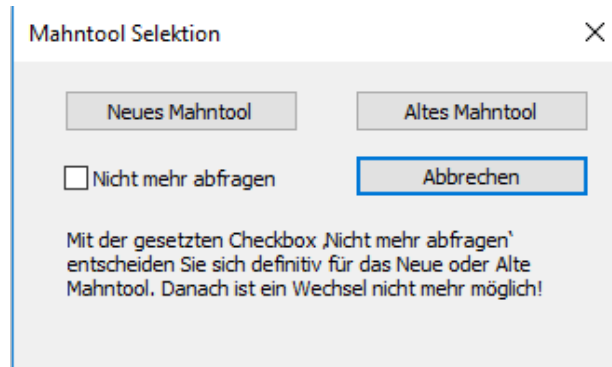 Mahntool Selektion
Neues Mahntool
Altes Mahntool
Nicht mehr abfragen
Abbrechen
Mit der gesetzten Checkbox ‚Nicht mehr abfragen‘
entscheiden Sie sich definitiv für das Neue oder Alte
Mahntool. Danach ist ein Wechsel nicht mehr möglich!